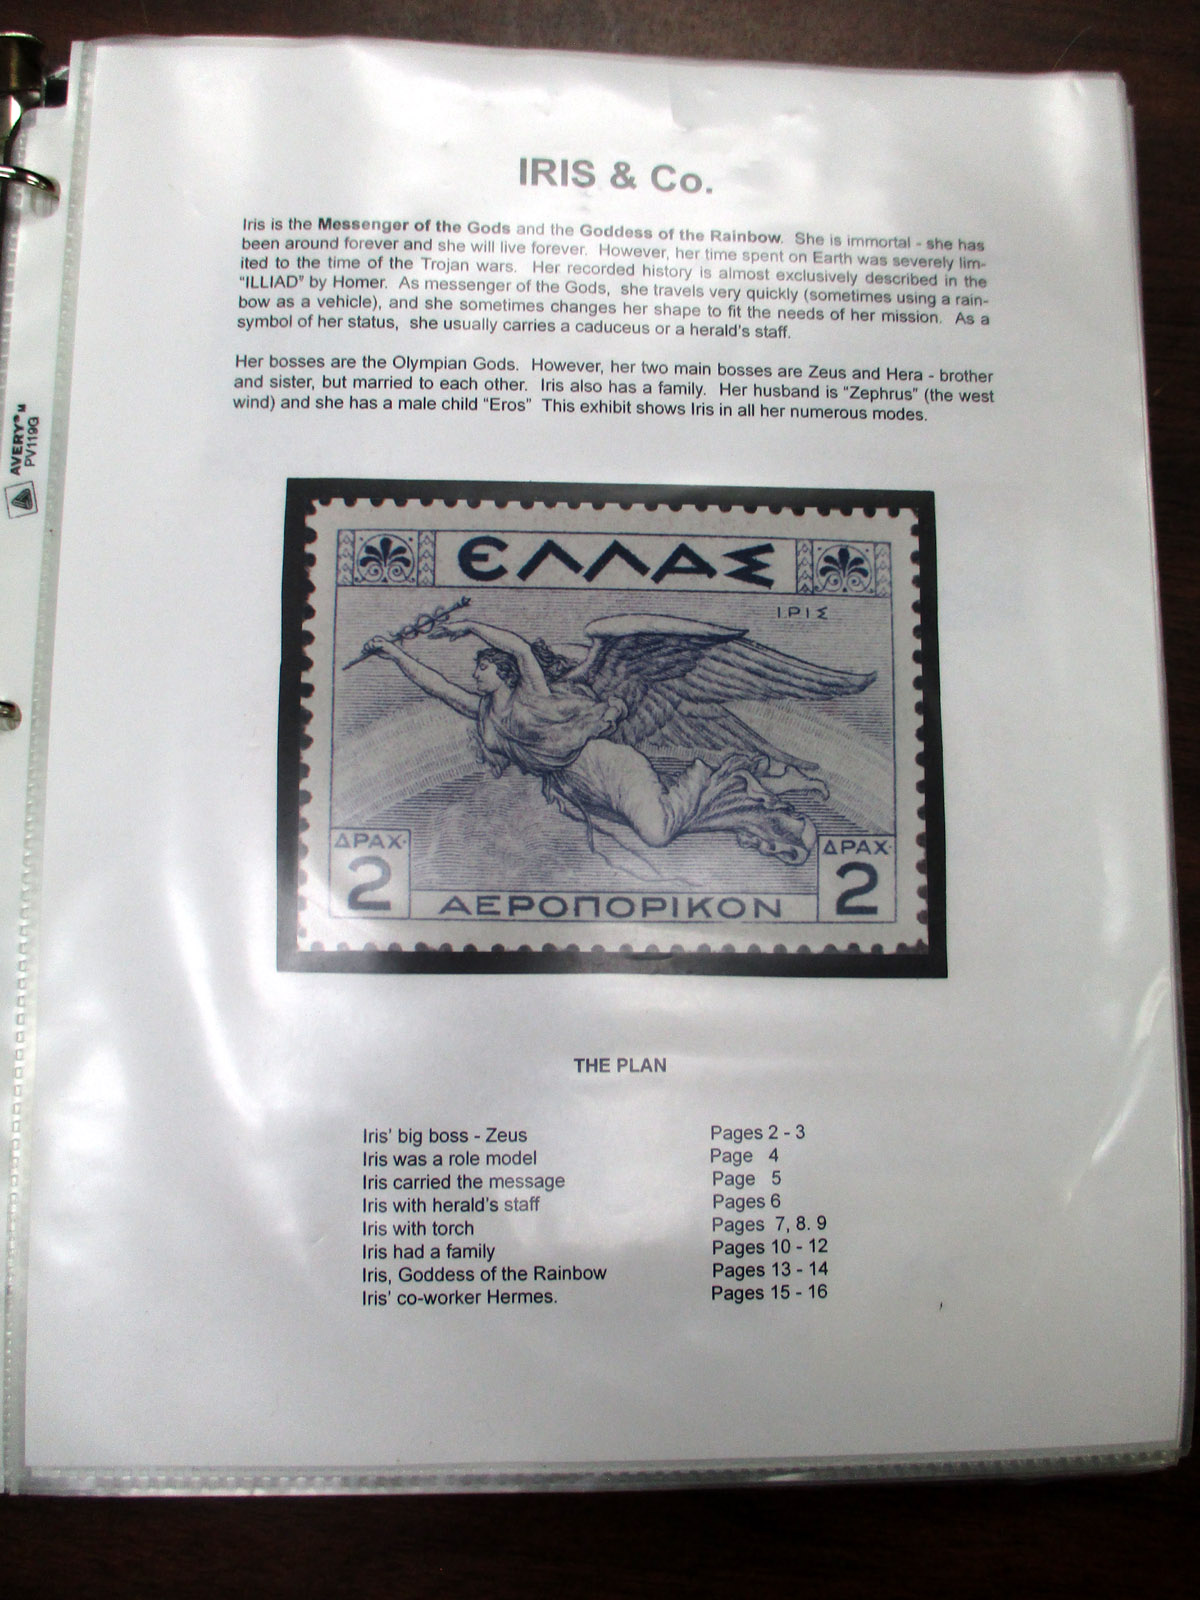 IRIS & Co.
Iris is the Messenger of the Gods and the Goddess of the Rainbow. She is immortal - she has
been around forever and she will live forever. However, her time spent on Earth was severely lim-
ited to the time of the Trojan wars. Her recorded history is almost exclusively described in the
"ILLIAD" by Homer. As messenger of the Gods, she travels very quickly (sometimes using a rain-
bow as a vehicle), and she sometimes changes her shape to fit the needs of her mission. As a
symbol of her status, she usually carries a caduceus or a herald's staff.
Her bosses are the Olympian Gods. However, her two main bosses are Zeus and Hera - brother
and sister, but married to each other. Iris also has a family. Her husband is "Zephrus" (the west
wind) and she has a male child "Eros" This exhibit shows Iris in all her numerous modes.
AVERY™
PV119G
ΕΛΛΑΣ
ΙΡΙΣ
ΔΡΑΧ·
2
ΑΕΡΟΠΟΡΙΚΟΝ
ΔΡΑΧ·
2
THE PLAN
Iris' big boss - Zeus Pages 2 - 3
Iris was a role model Page 4
Iris carried the message Page 5
Iris with herald's staff Pages 6
Iris with torch Pages 7, 8. 9
Iris had a family Pages 10 - 12
Iris, Goddess of the Rainbow Pages 13 - 14
Iris' co-worker Hermes. Pages 15 - 16